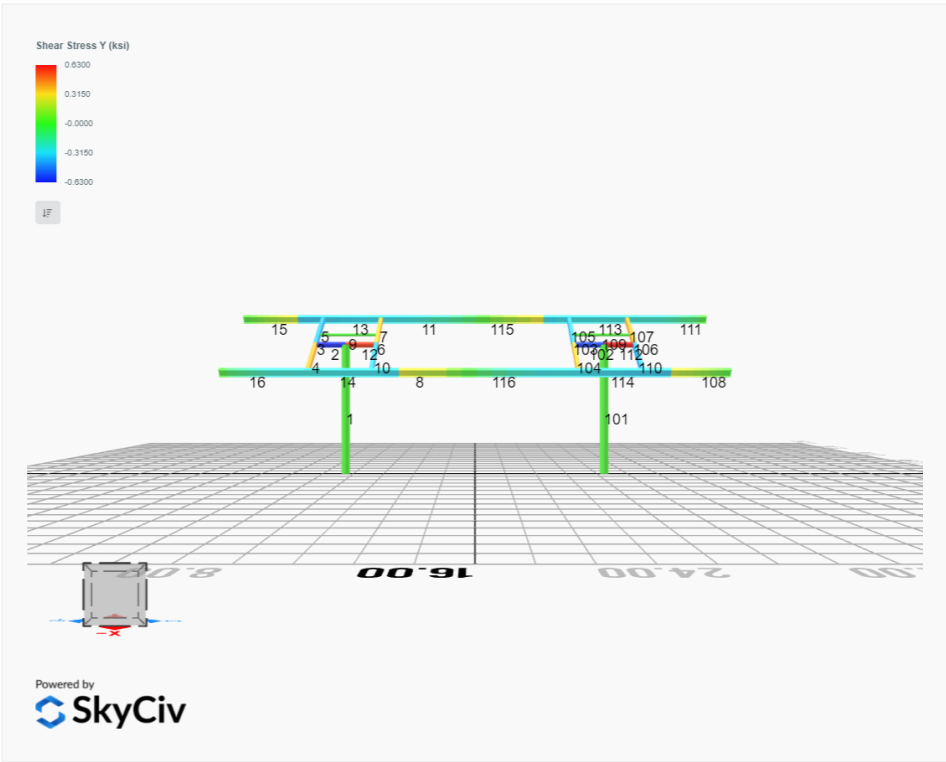 Shear Stress Y (ksi)
0.6300
0.3150
-0.0000
-0.3150
-0.6300
15 13 11 115 113 111
5 7 105 107
3 9 6 103 109 106
2 12 102 112
4 10 104 110
16 14 8 116 114 108
1 101
8.00 16.00 24.00
-X
Powered by
SkyCiv